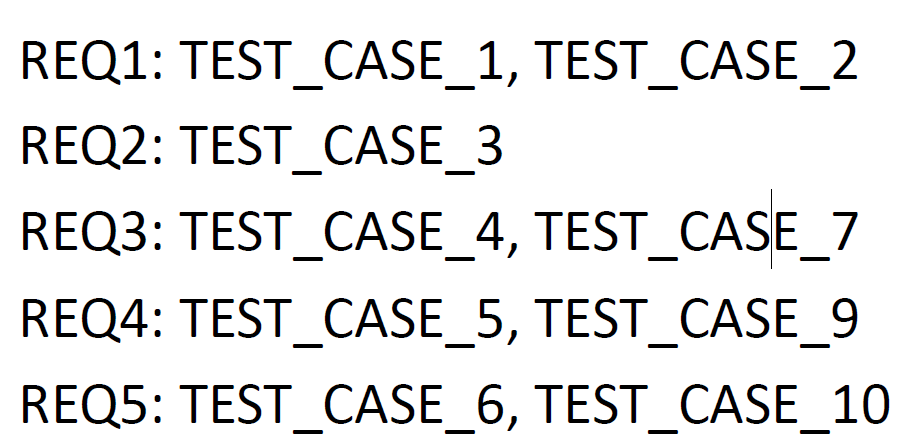 REQ1: TEST_CASE_1, TEST_CASE_2
REQ2: TEST_CASE_3
REQ3: TEST_CASE_4, TEST_CASE_7
REQ4: TEST_CASE_5, TEST_CASE_9
REQ5: TEST_CASE_6, TEST_CASE_10